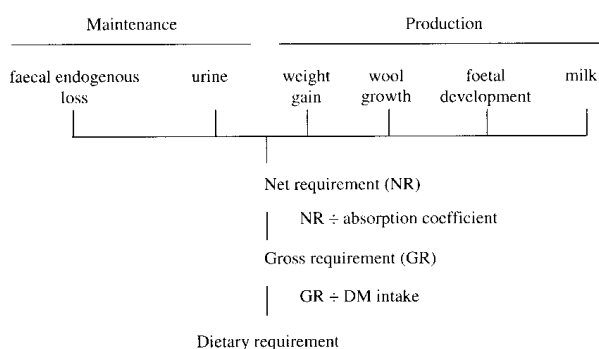 Maintenance Production
faecal endogenous urine weight wool foetal milk
loss gain growth development
Net requirement (NR)
NR ÷ absorption coefficient
Gross requirement (GR)
GR ÷ DM intake
Dietary requirement